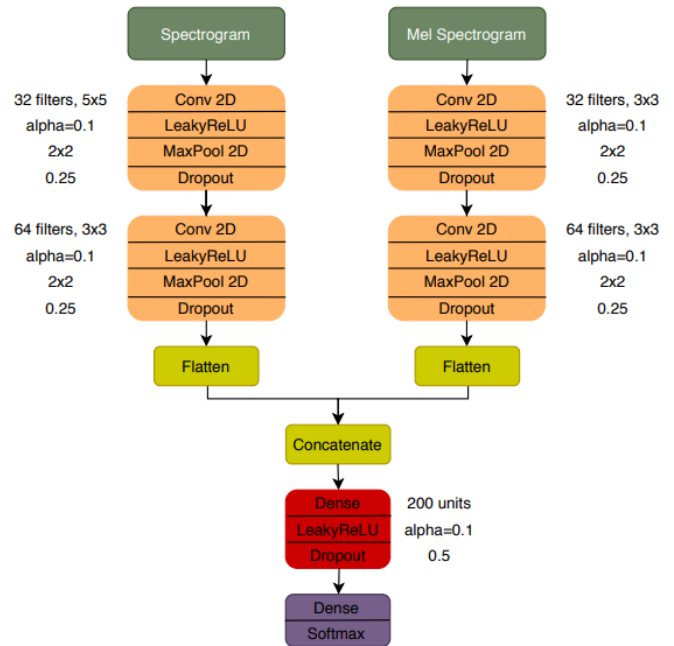 Spectrogram
Mel Spectrogram
32 filters, 5x5
Conv 2D
alpha=0.1
LeakyReLU
2x2
MaxPool 2D
0.25
Dropout
Conv 2D
32 filters, 3x3
LeakyReLU
alpha=0.1
MaxPool 2D
2x2
Dropout
0.25
64 filters, 3x3
Conv 2D
alpha=0.1
LeakyReLU
2x2
MaxPool 2D
0.25
Dropout
Conv 2D
64 filters, 3x3
LeakyReLU
alpha=0.1
MaxPool 2D
2x2
Dropout
0.25
Flatten
Flatten
Concatenate
Dense
200 units
LeakyReLU
alpha=0.1
Dropout
0.5
Dense
Softmax